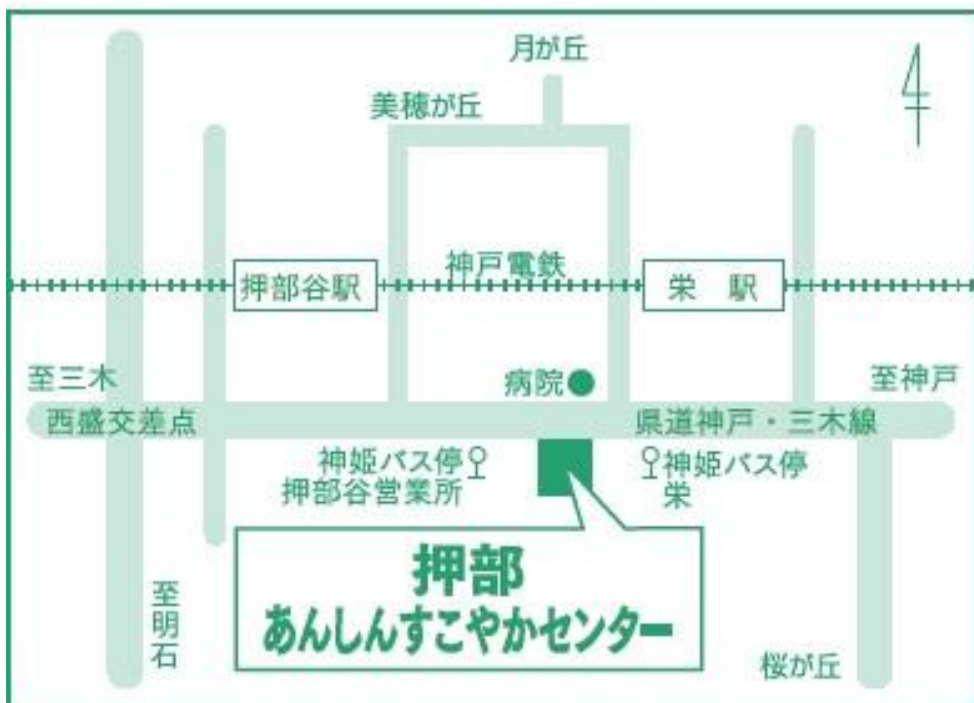 月が丘
美穂が丘
神戸電鉄
押部谷駅
栄 駅
至三木
病院
至神戸
西盛交差点
県道神戸・三木線
神姫バス停
押部谷営業所
神姫バス停
栄
押部
あんしんすこやかセンター
至明石
桜が丘